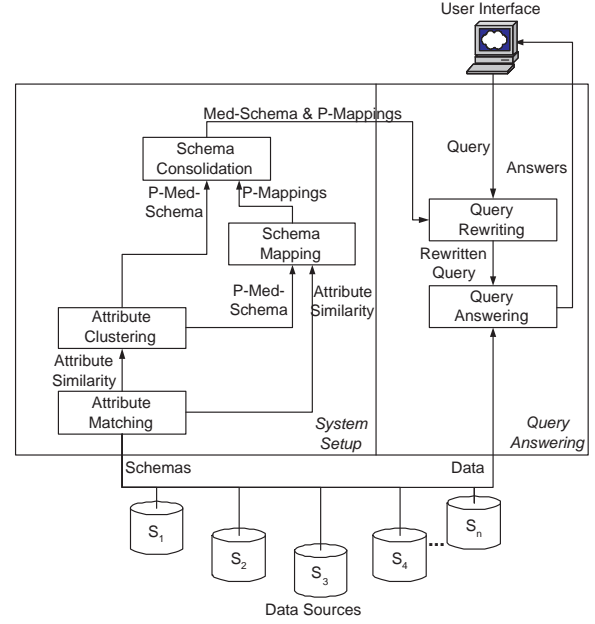 User Interface
Med-Schema & P-Mappings
Schema
Consolidation
Query
Answers
P-Med-
Schema
P-Mappings
Schema
Mapping
Query
Rewriting
Rewritten
Query
P-Med-
Schema
Attribute
Similarity
Query
Answering
Attribute
Clustering
Attribute
Similarity
Attribute
Matching
System
Setup
Query
Answering
Schemas
Data
S1
S2
S3
S4
...
Sn
Data Sources